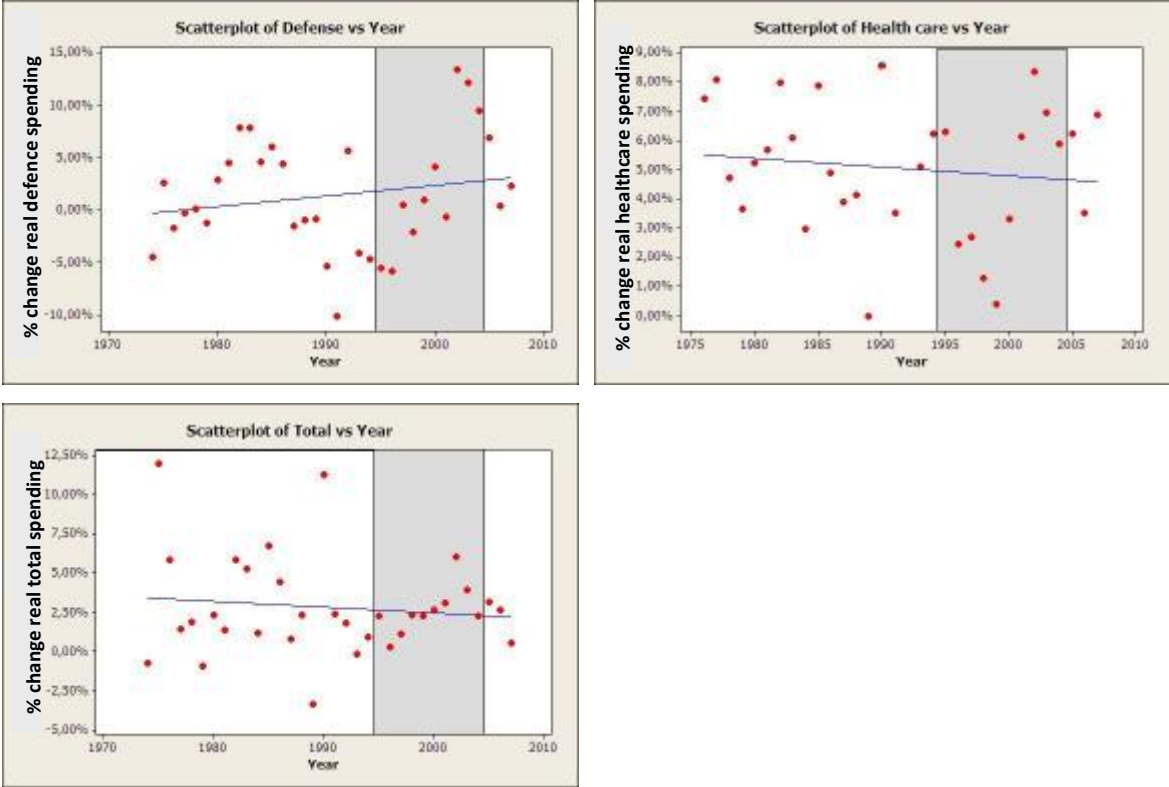 Scatterplot of Defense vs Year
% change real defence spending
15,00%
10,00%
5,00%
0,00%
-5,00%
-10,00%
1970 1980 1990 2000 2010
Year
Scatterplot of Health care vs Year
% change real healthcare spending
9,00%
8,00%
7,00%
6,00%
5,00%
4,00%
3,00%
2,00%
1,00%
0,00%
1975 1980 1985 1990 1995 2000 2005 2010
Year
Scatterplot of Total vs Year
% change real total spending
12,50%
10,00%
7,50%
5,00%
2,50%
0,00%
-2,50%
-5,00%
1970 1980 1990 2000 2010
Year